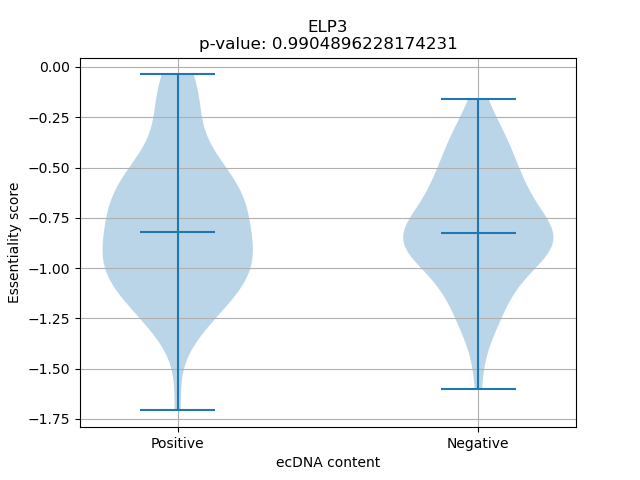 ELP3
p-value: 0.9904896228174231
0.00
−0.25
−0.50
−0.75
−1.00
−1.25
−1.50
−1.75
Essentiality score
Positive
Negative
ecDNA content